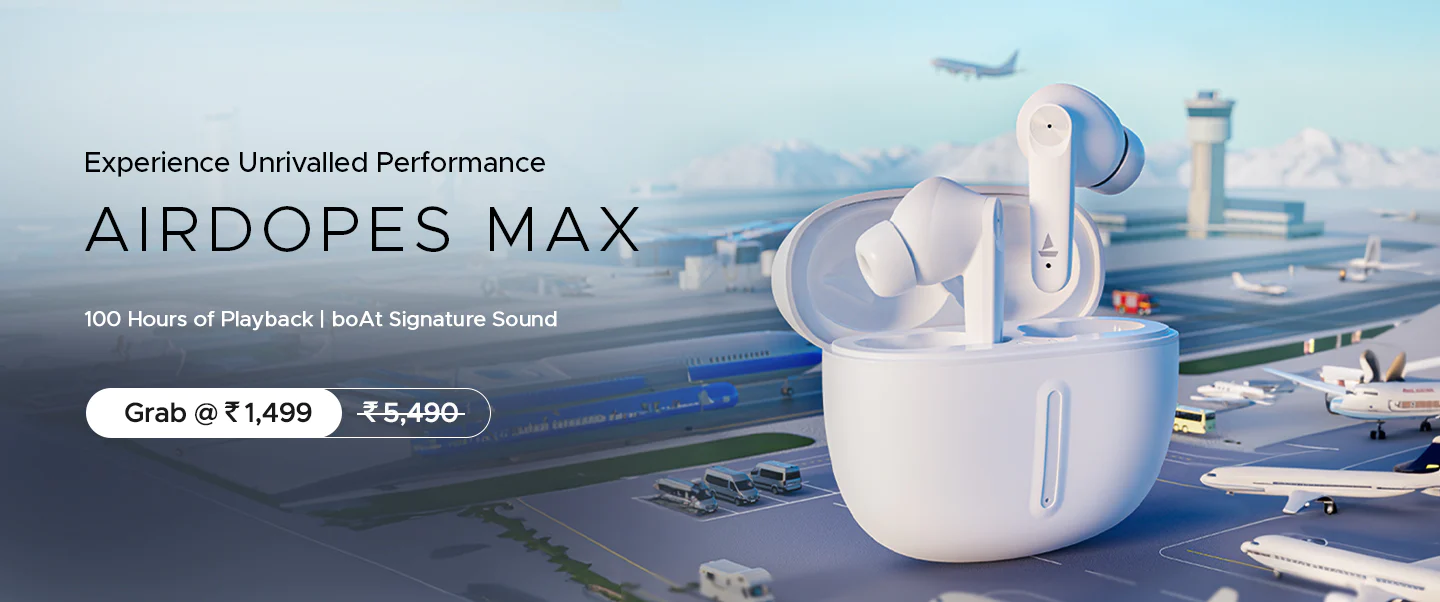 Experience Unrivalled Performance
AIRDOPES MAX
100 Hours of Playback | boAt Signature Sound
Grab @ ₹ 1,499 ₹ 5,490